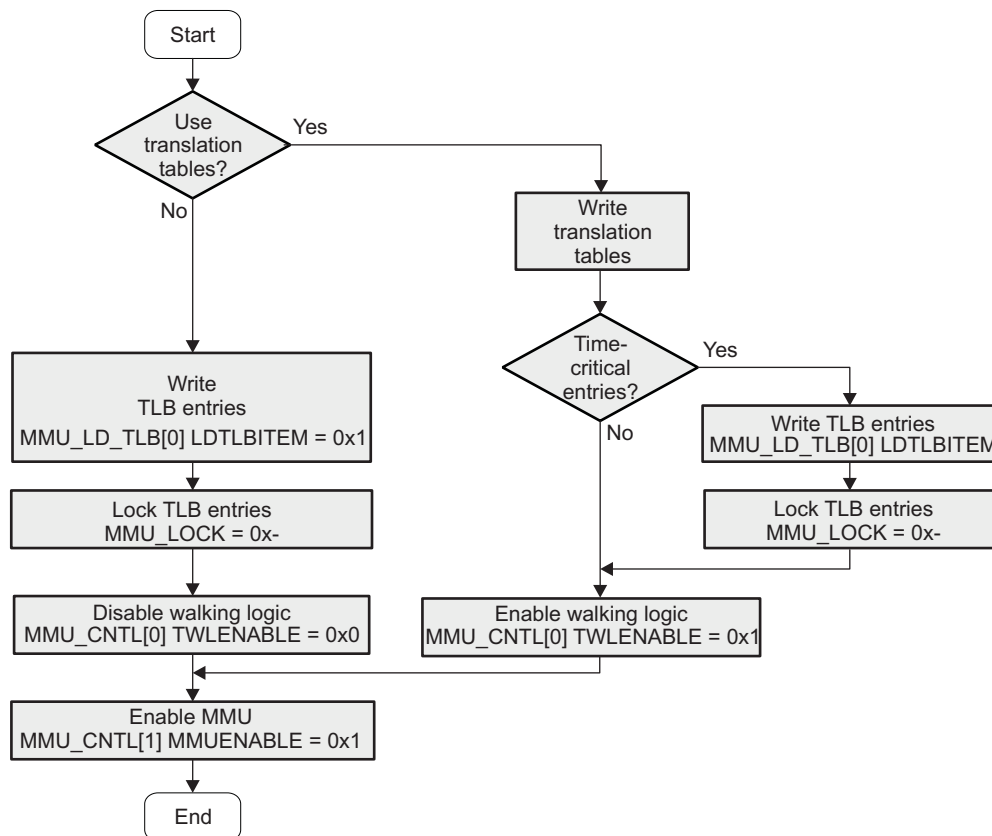 Start
Use
translation
tables?
Yes
No
Write
translation
tables
Time-
critical
entries?
Yes
No
Write
TLB entries
MMU_LD_TLB[0] LDTLBITEM = 0x1
Write TLB entries
MMU_LD_TLB[0] LDTLBITEM
Lock TLB entries
MMU_LOCK = 0x-
Lock TLB entries
MMU_LOCK = 0x-
Disable walking logic
MMU_CNTL[0] TWLENABLE = 0x0
Enable walking logic
MMU_CNTL[0] TWLENABLE = 0x1
Enable MMU
MMU_CNTL[1] MMUENABLE = 0x1
End